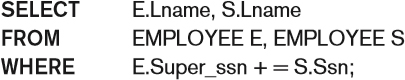 SELECT E.Lname, S.Lname
FROM EMPLOYEE E, EMPLOYEE S
WHERE E.Super_ssn + = S.Ssn;